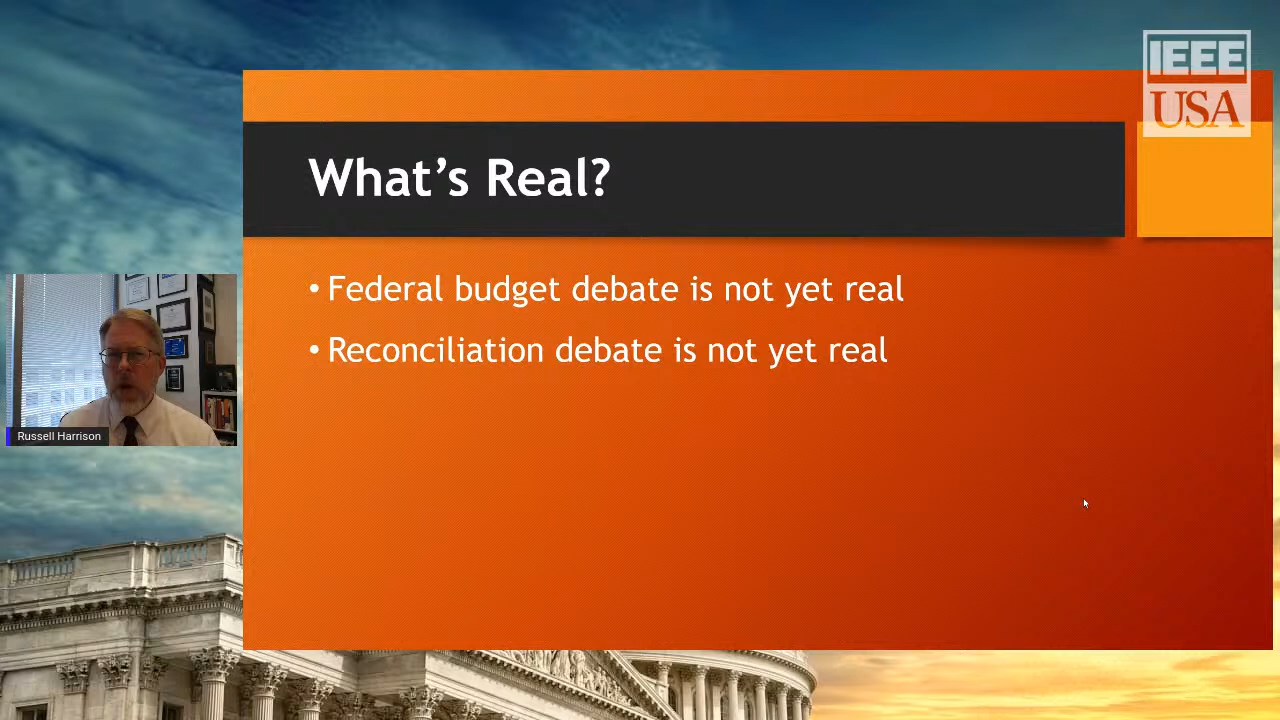 IEEE
USA
What's Real?
• Federal budget debate is not yet real
• Reconciliation debate is not yet real
Russell Harrison